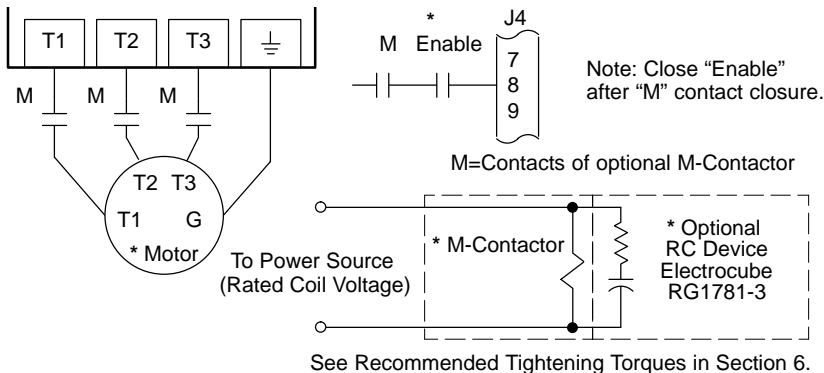 T1 T2 T3
M M M
T2 T3
T1 G
* Motor
*
M Enable
J4
7
8
9
Note: Close “Enable”
after “M” contact closure.
M=Contacts of optional M-Contactor
To Power Source
(Rated Coil Voltage)
* M-Contactor
* Optional
RC Device
Electrocube
RG1781-3
See Recommended Tightening Torques in Section 6.